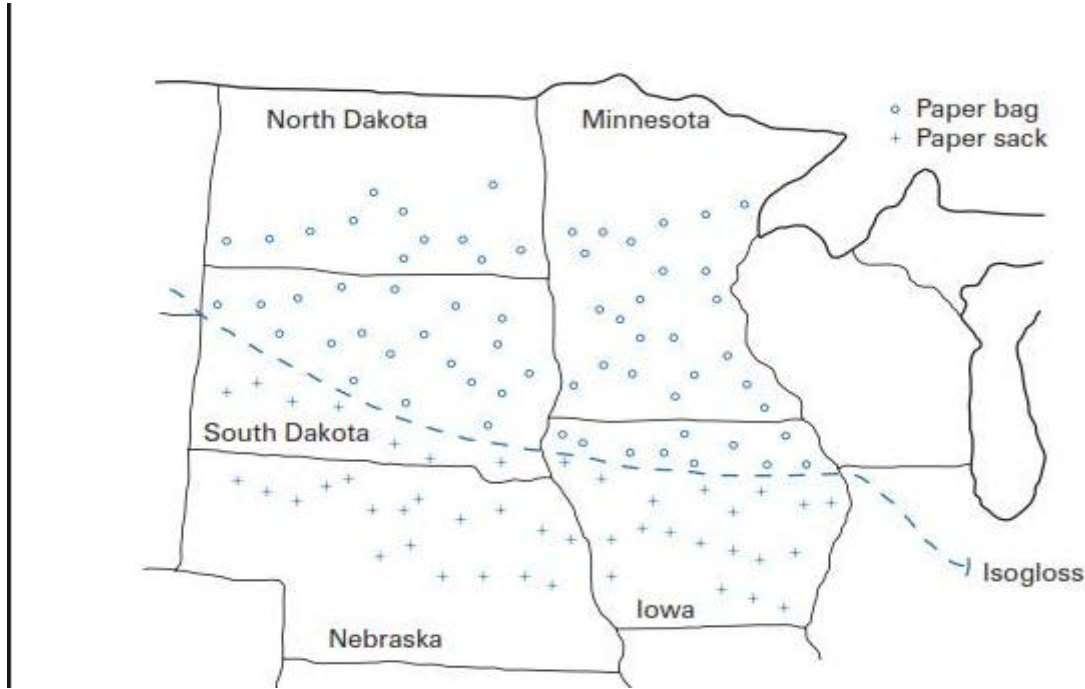 North Dakota
Minnesota
Paper bag
Paper sack
South Dakota
Isogloss
Iowa
Nebraska